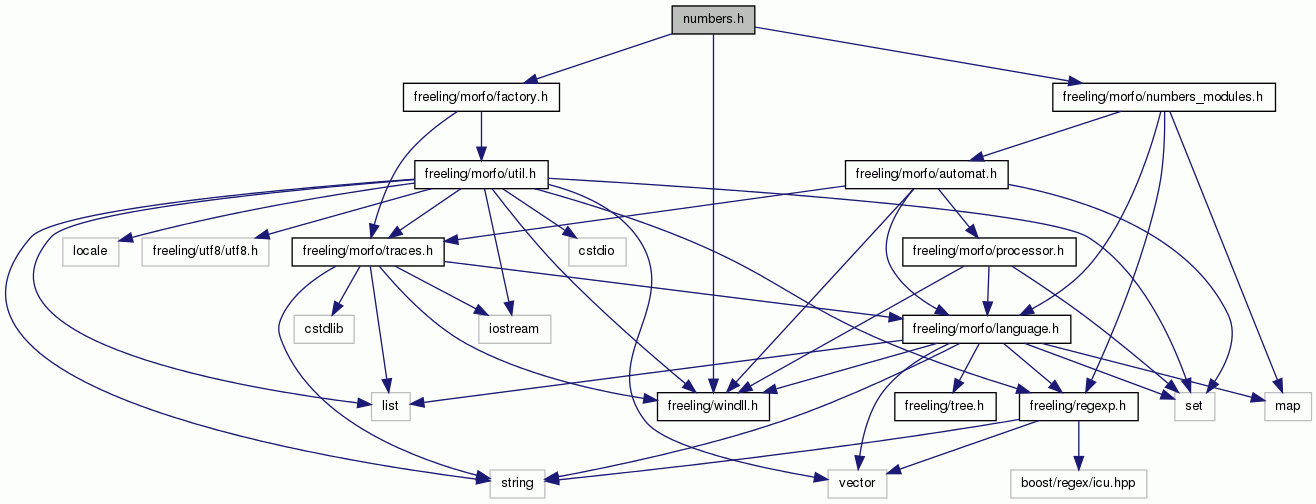 numbers.h
freeling/morfo/factory.h
freeling/morfo/numbers_modules.h
freeling/morfo/util.h
freeling/morfo/automat.h
locale
freeling/utf8/utf8.h
freeling/morfo/traces.h
cstdio
freeling/morfo/processor.h
cstdlib
iostream
freeling/morfo/language.h
list
freeling/windll.h
freeling/tree.h
freeling/regexp.h
set
map
string
vector
boost/regex/icu.hpp